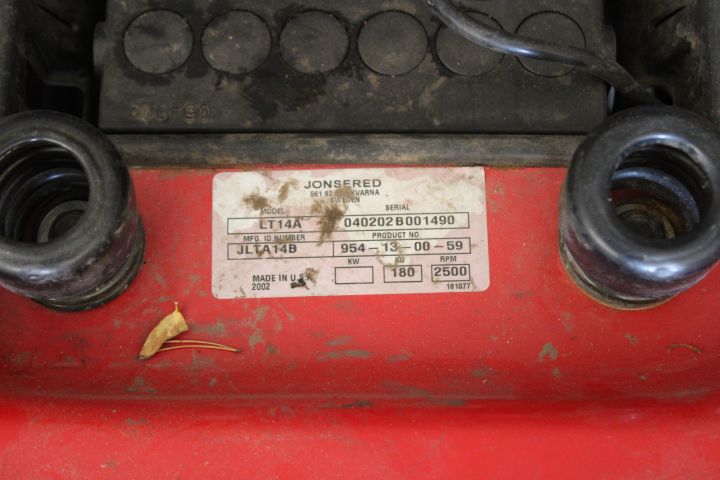 JONSERED
561 82
SWEDEN
MODEL SERIAL
LT14A 040202B001490
MFG. ID NUMBER PRODUCT NO
JLTA14B 954-13-00-59
KW KG RPM
MADE IN U.S. 180 2500
2002 181077